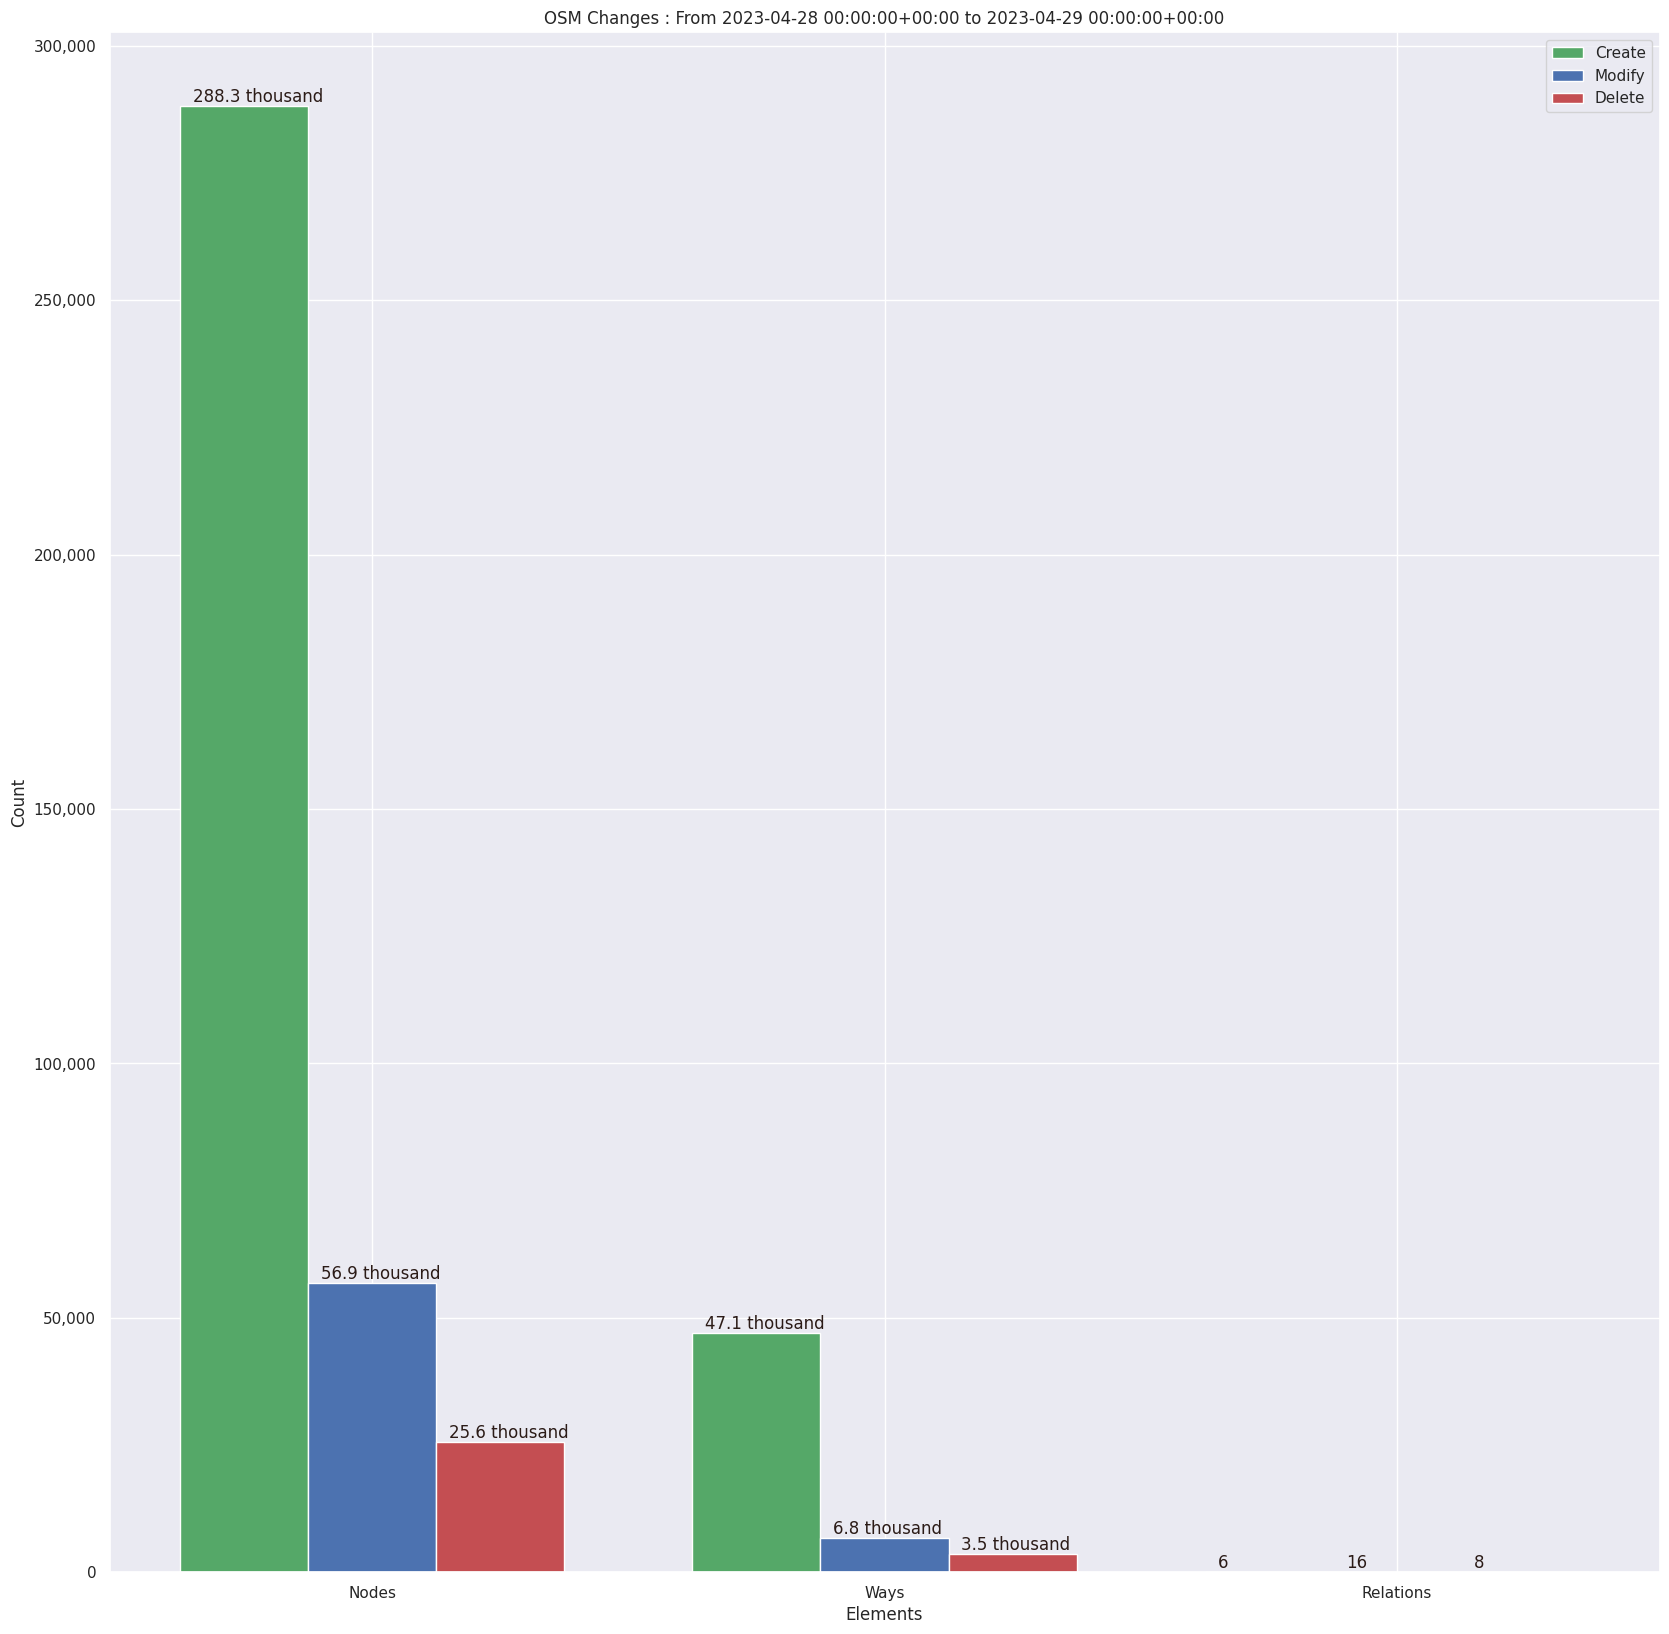 OSM Changes : From 2023-04-28 00:00:00+00:00 to 2023-04-29 00:00:00+00:00
300,000
250,000
200,000
150,000
100,000
50,000
0
Count
Create
Modify
Delete
288.3 thousand
56.9 thousand
25.6 thousand
47.1 thousand
6.8 thousand
3.5 thousand
6
16
8
Nodes
Ways
Relations
Elements